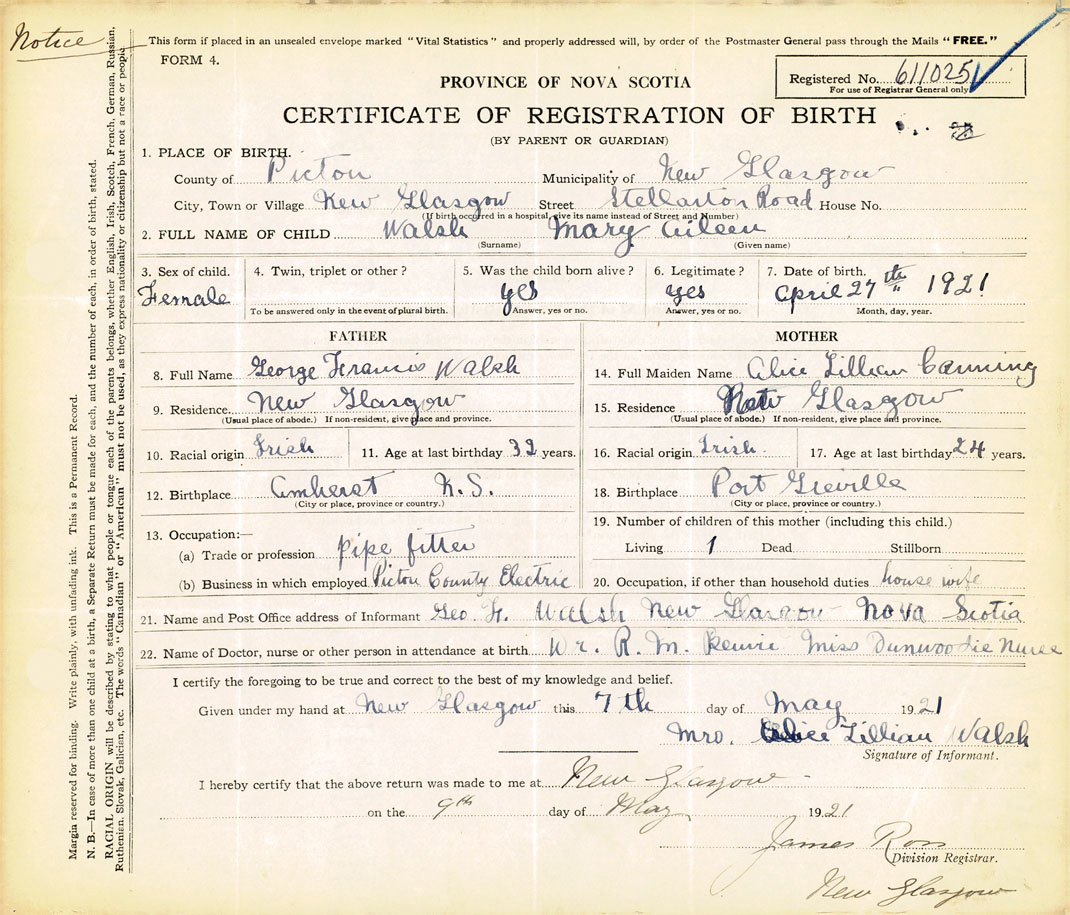 Notice
This form if placed in an unsealed envelope marked "Vital Statistics" and properly addressed will, by order of the Postmaster General pass through the Mails "FREE."
FORM 4.
Registered No. 611025
For use of Registrar General only
PROVINCE OF NOVA SCOTIA
CERTIFICATE OF REGISTRATION OF BIRTH
(BY PARENT OR GUARDIAN)
1. PLACE OF BIRTH.
County of Picton Municipality of New Glasgow
City, Town or Village New Glasgow Street Stellarton Road House No.
(If birth occurred in a hospital, give its name instead of Street and Number)
2. FULL NAME OF CHILD Walsh Mary Eileen
(Surname) (Given name)
3. Sex of child. 4. Twin, triplet or other? 5. Was the child born alive? 6. Legitimate? 7. Date of birth.
Female yes yes April 27th 1921
To be answered only in the event of plural birth. Answer, yes or no. Answer, yes or no. Month, day, year.
FATHER
8. Full Name George Francis Walsh
9. Residence New Glasgow
(Usual place of abode.) If non-resident, give place and province.
10. Racial origin Irish 11. Age at last birthday 32 years.
12. Birthplace Amherst N.S.
(City or place, province or country.)
13. Occupation:—
(a) Trade or profession pipe fitter
(b) Business in which employed Picton County Electric
MOTHER
14. Full Maiden Name Alice Lillian Canning
15. Residence New Glasgow
(Usual place of abode.) If non-resident, give place and province.
16. Racial origin Irish. 17. Age at last birthday 24 years.
18. Birthplace Port Greville
(City or place, province or country.)
19. Number of children of this mother (including this child.)
Living 1 Dead Stillborn
20. Occupation, if other than household duties house wife
21. Name and Post Office address of Informant Geo. F. Walsh New Glasgow Nova Scotia
22. Name of Doctor, nurse or other person in attendance at birth Dr. R. M. Miss Dunwoodie Nurse
I certify the foregoing to be true and correct to the best of my knowledge and belief.
Given under my hand at New Glasgow this 7th day of May 1921
Mrs. Alice Lillian Walsh
Signature of Informant.
I hereby certify that the above return was made to me at New Glasgow
on the 9th day of May 1921
James Ross
Division Registrar.
New Glasgow
Margin reserved for binding. Write plainly, with unfading ink. This is a Permanent Record.
N. B.—In case of more than one child at a birth, a Separate Return must be made for each, and the number of each, in order of birth, stated.
RACIAL ORIGIN will be described by stating to what people or tongue each of the parents belongs, whether English, Irish, Scotch, French, German, Russian,
Ruthenian, Slovak, Galician, etc. The words "Canadian" or "American" must not be used, as they express nationality or citizenship but not a race or people